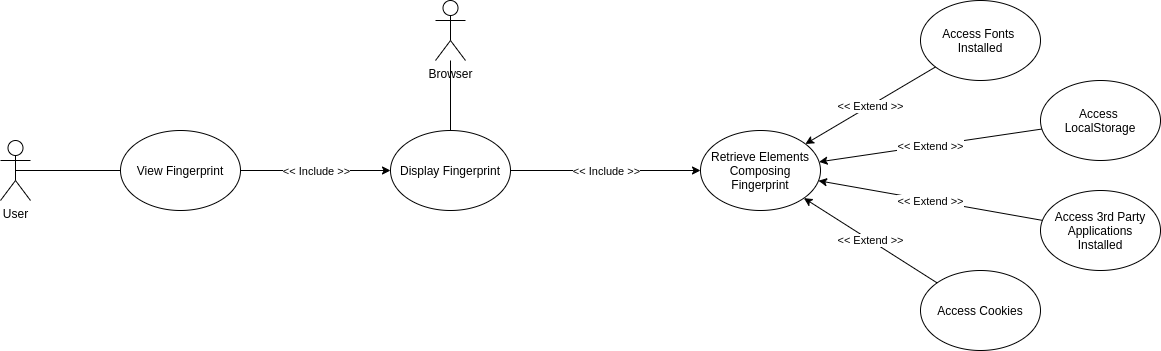 Browser
User
View Fingerprint
<< Include >>
Display Fingerprint
<< Include >>
Retrieve Elements
Composing
Fingerprint
<< Extend >>
Access Fonts
Installed
<< Extend >>
Access
LocalStorage
<< Extend >>
Access 3rd Party
Applications
Installed
<< Extend >>
Access Cookies